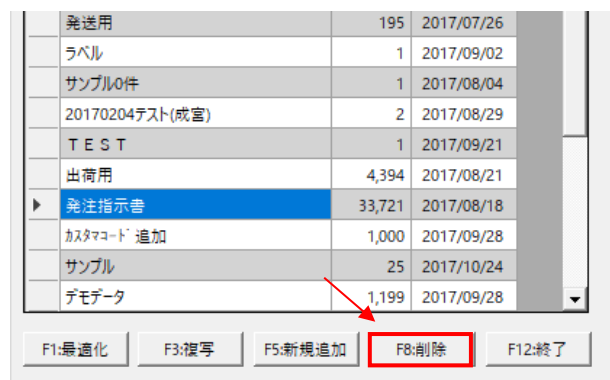 発送用 195 2017/07/26
ラベル 1 2017/09/02
サンプル0件 1 2017/08/04
20170204テスト(成宮) 2 2017/08/29
ＴＥＳＴ 1 2017/09/21
出荷用 4,394 2017/08/21
発注指示書 33,721 2017/08/18
ｶｽﾀﾏｺｰﾄﾞ追加 1,000 2017/09/28
サンプル 25 2017/10/24
デモデータ 1,199 2017/09/28
F1:最適化 F3:複写 F5:新規追加 F8:削除 F12:終了